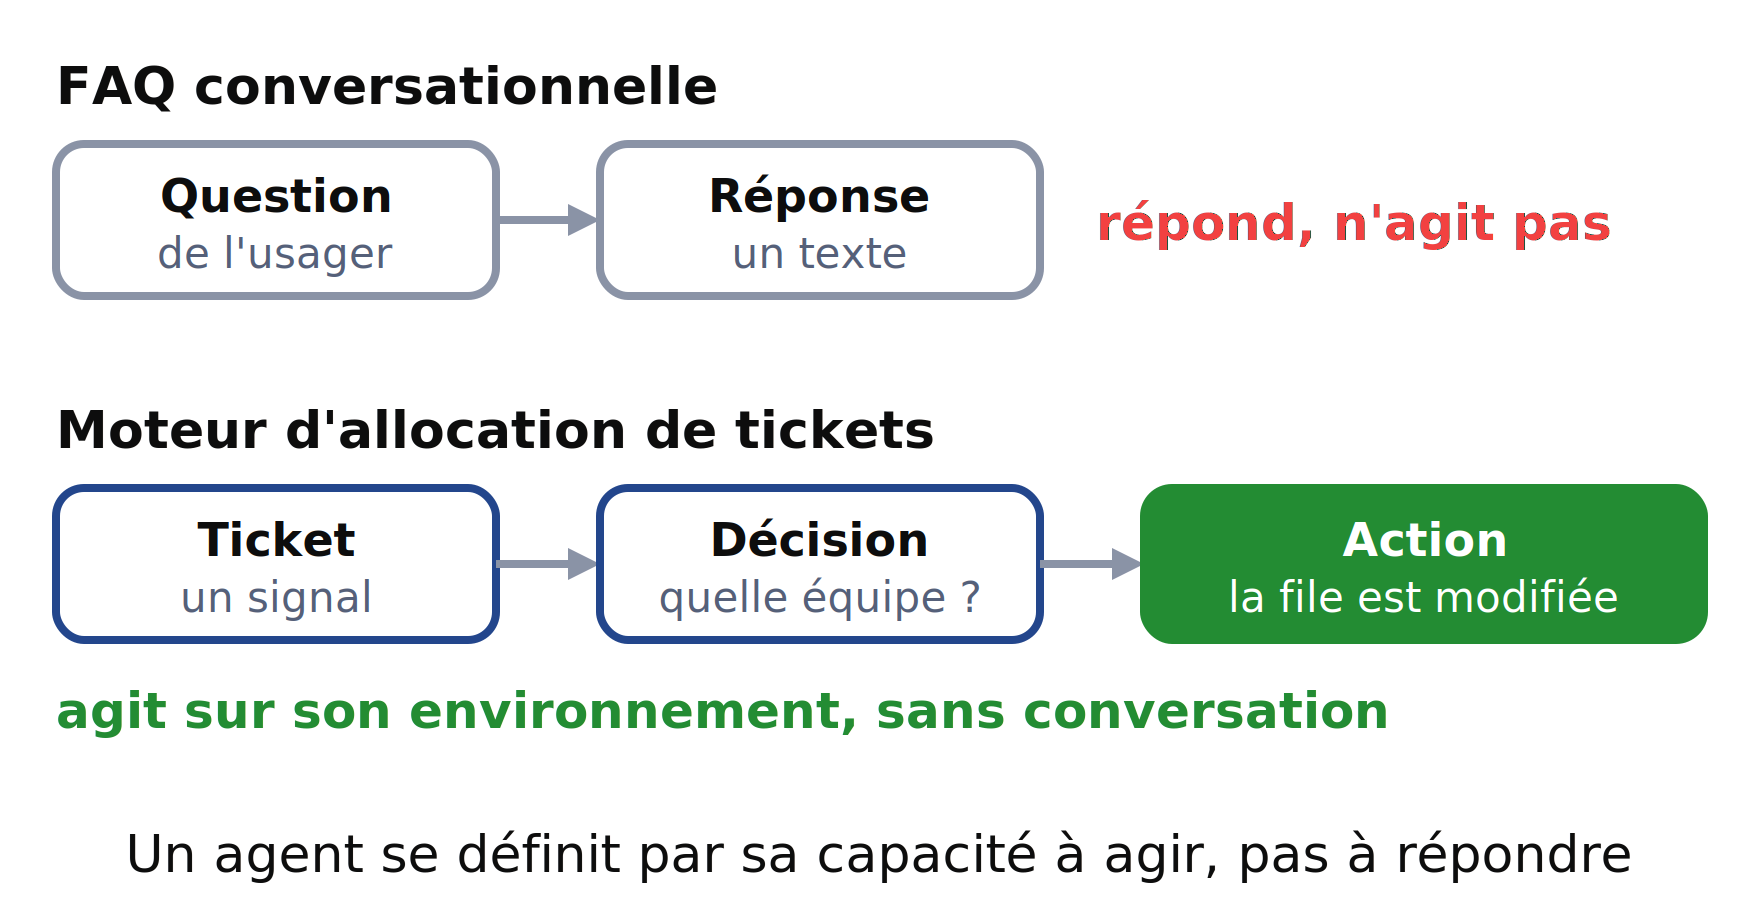 FAQ conversationnelle
Question
de l'usager
Réponse
un texte
répond, n'agit pas
Moteur d'allocation de tickets
Ticket
un signal
Décision
quelle équipe ?
Action
la file est modifiée
agit sur son environnement, sans conversation
Un agent se définit par sa capacité à agir, pas à répondre